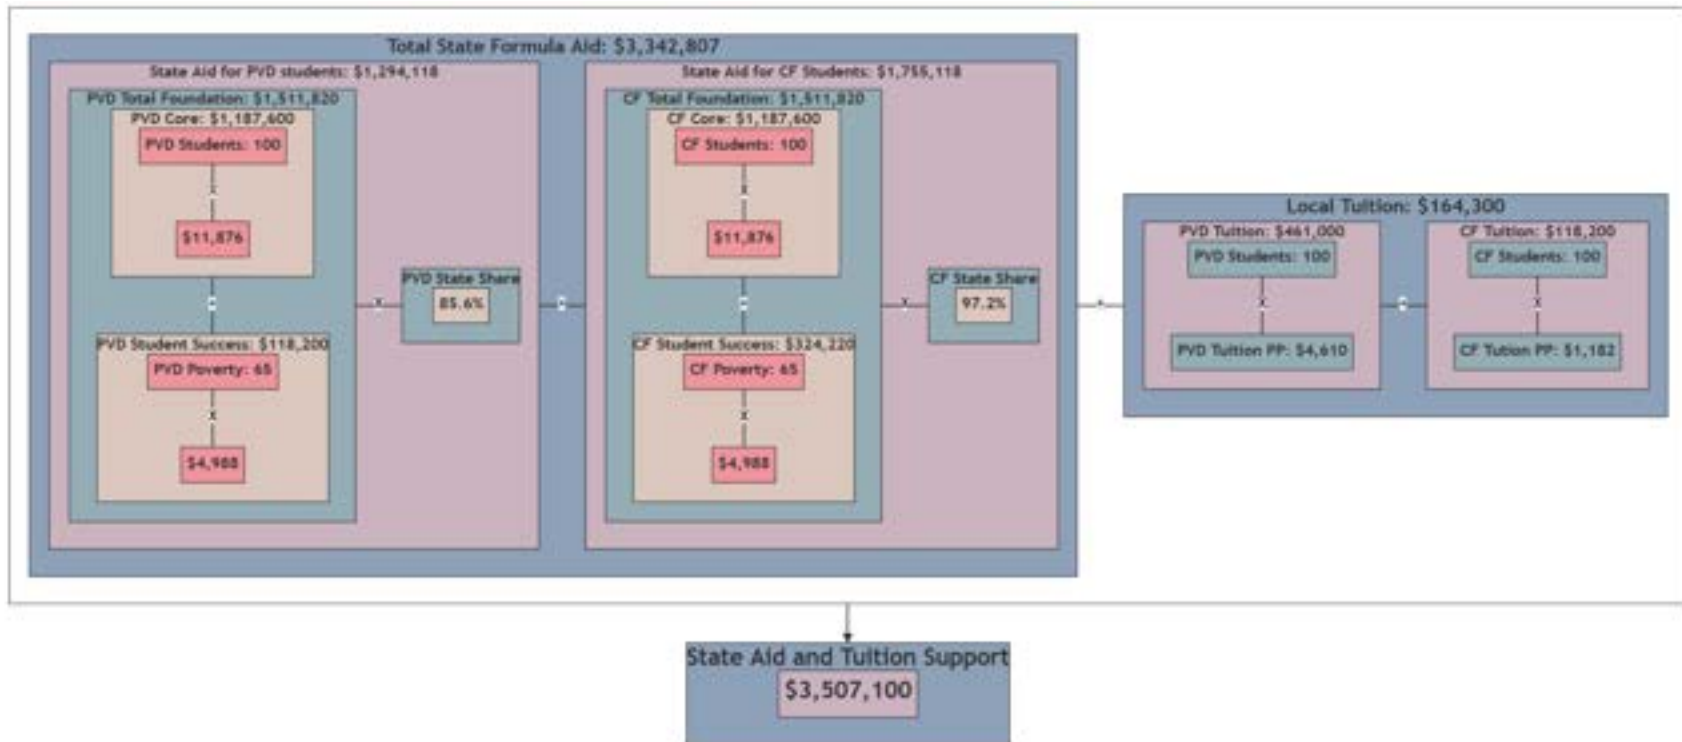 Total State Formula Aid: $3,342,807
State Aid for PVD students: $1,294,118
PVD Total Foundation: $1,511,820
PVD Core: $1,187,600
PVD Students: 100
x
$11,876
PVD Student Success: $118,200
PVD Poverty: 65
x
$4,988
x
PVD State Share
85.6%
State Aid for CF Students: $1,755,118
CF Total Foundation: $1,511,820
CF Core: $1,187,600
CF Students: 100
x
$11,876
CF Student Success: $324,220
CF Poverty: 65
x
$4,988
x
CF State Share
97.2%
Local Tuition: $164,300
PVD Tuition: $461,000
PVD Students: 100
x
PVD Tuition PP: $4,610
CF Tuition: $118,200
CF Students: 100
x
CF Tution PP: $1,182
State Aid and Tuition Support
$3,507,100